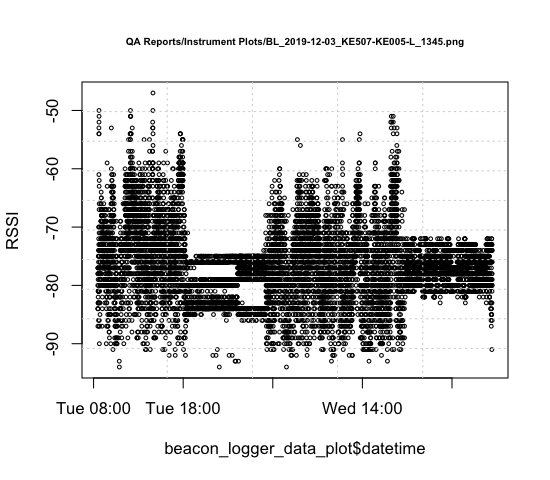 QA Reports/Instrument Plots/BL_2019-12-03_KE507-KE005-L_1345.png
-50
-60
-70
-80
-90
RSSI
Tue 08:00 Tue 18:00 Wed 14:00
beacon_logger_data_plot$datetime